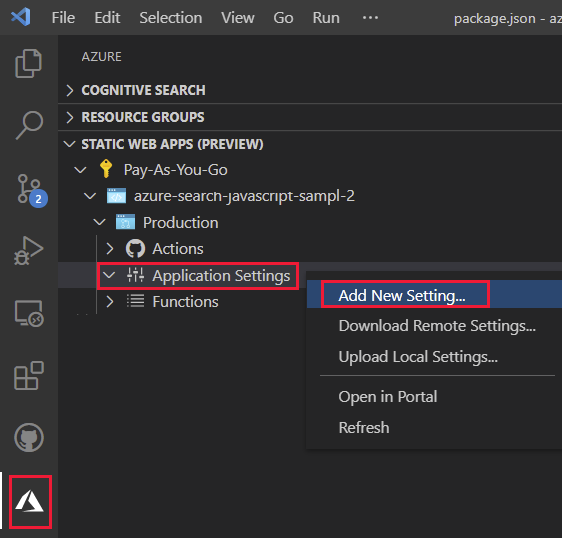 File Edit Selection View Go Run ··· package.json - az
AZURE
COGNITIVE SEARCH
RESOURCE GROUPS
STATIC WEB APPS (PREVIEW)
Pay-As-You-Go
azure-search-javascript-sampl-2
Production
Actions
Application Settings
Functions
Add New Setting...
Download Remote Settings...
Upload Local Settings...
Open in Portal
Refresh
2